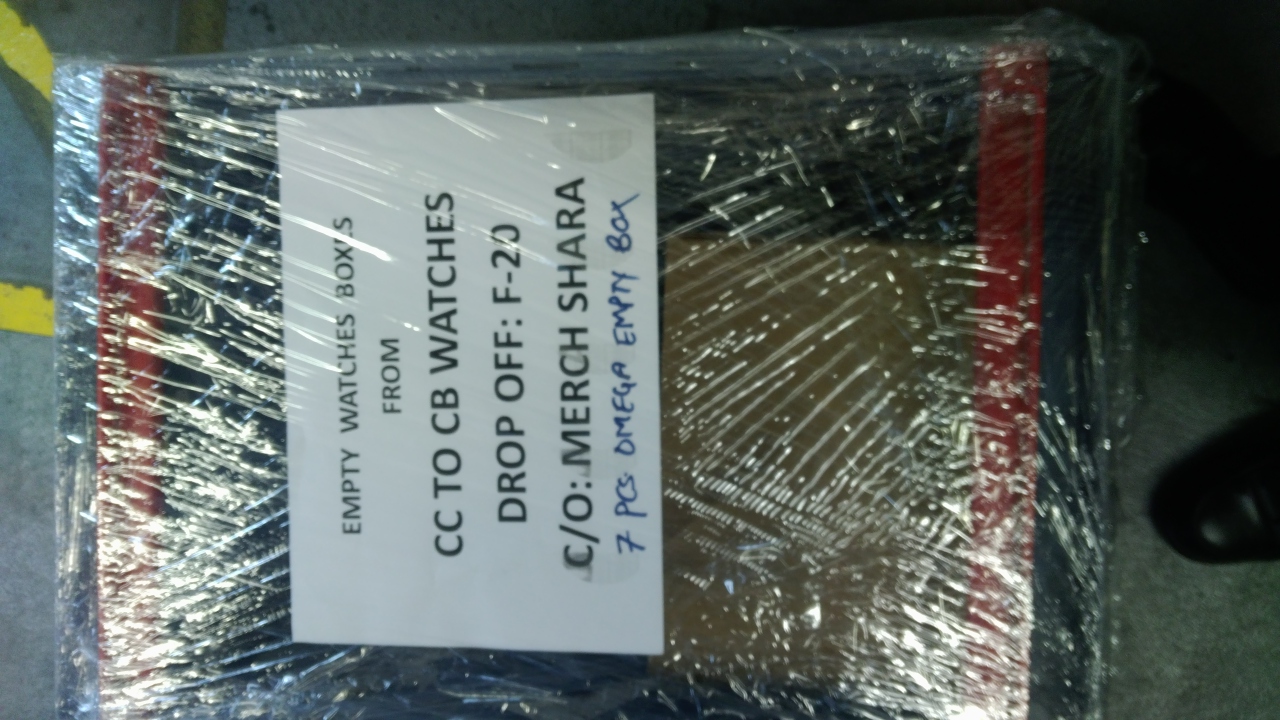 EMPTY WATCHES BOXES
FROM
CC TO CB WATCHES
DROP OFF: F-20
C/O: MERCH SHARA
7 PCS OMEGA EMPTY BOX